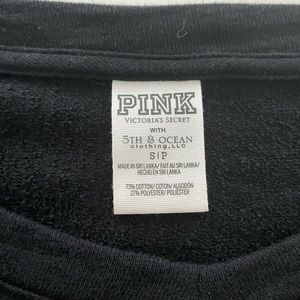 PINK
VICTORIA'S SECRET
WITH
5TH & OCEAN
clothing, LLC
S|P
MADE IN SRI LANKA/ FAIT AU SRI LANKA/
HECHO EN SRI LANKA
73% COTTON/ COTON/ ALGODÓN
27% POLYESTER/ POLIÉSTER